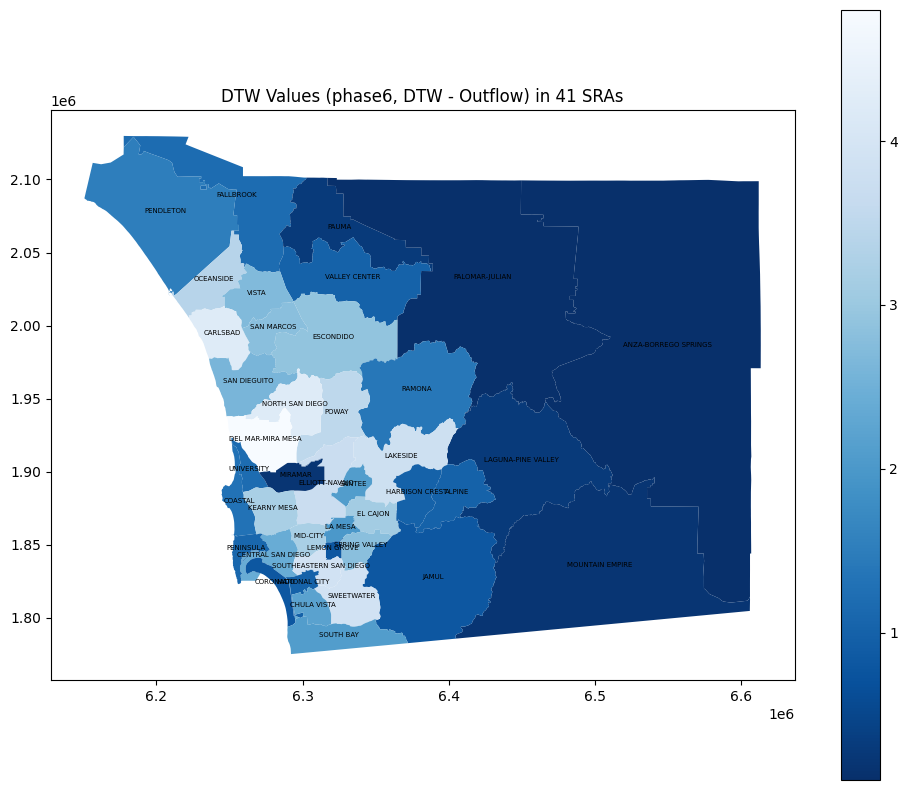 DTW Values (phase6, DTW - Outflow) in 41 SRAs
1e6
2.10
2.05
2.00
1.95
1.90
1.85
1.80
6.2
6.3
6.4
6.5
6.6
1e6
4
3
2
1
FALLBROOK
PENDLETON
PAUMA
OCEANSIDE
VALLEY CENTER
PALOMAR-JULIAN
VISTA
SAN MARCOS
CARLSBAD
ESCONDIDO
ANZA-BORREGO SPRINGS
SAN DIEGUITO
RAMONA
NORTH SAN DIEGO
POWAY
DEL MAR-MIRA MESA
LAKESIDE
LAGUNA-PINE VALLEY
UNIVERSITY
MIRAMAR
ELLIOTT-NAVAJO
SANTEE
HARBISON CREST
ALPINE
COASTAL
KEARNY MESA
EL CAJON
LA MESA
MID-CITY
SPRING VALLEY
PENINSULA
LEMON GROVE
CENTRAL SAN DIEGO
SOUTHEASTERN SAN DIEGO
MOUNTAIN EMPIRE
CORONADO
NATIONAL CITY
JAMUL
SWEETWATER
CHULA VISTA
SOUTH BAY